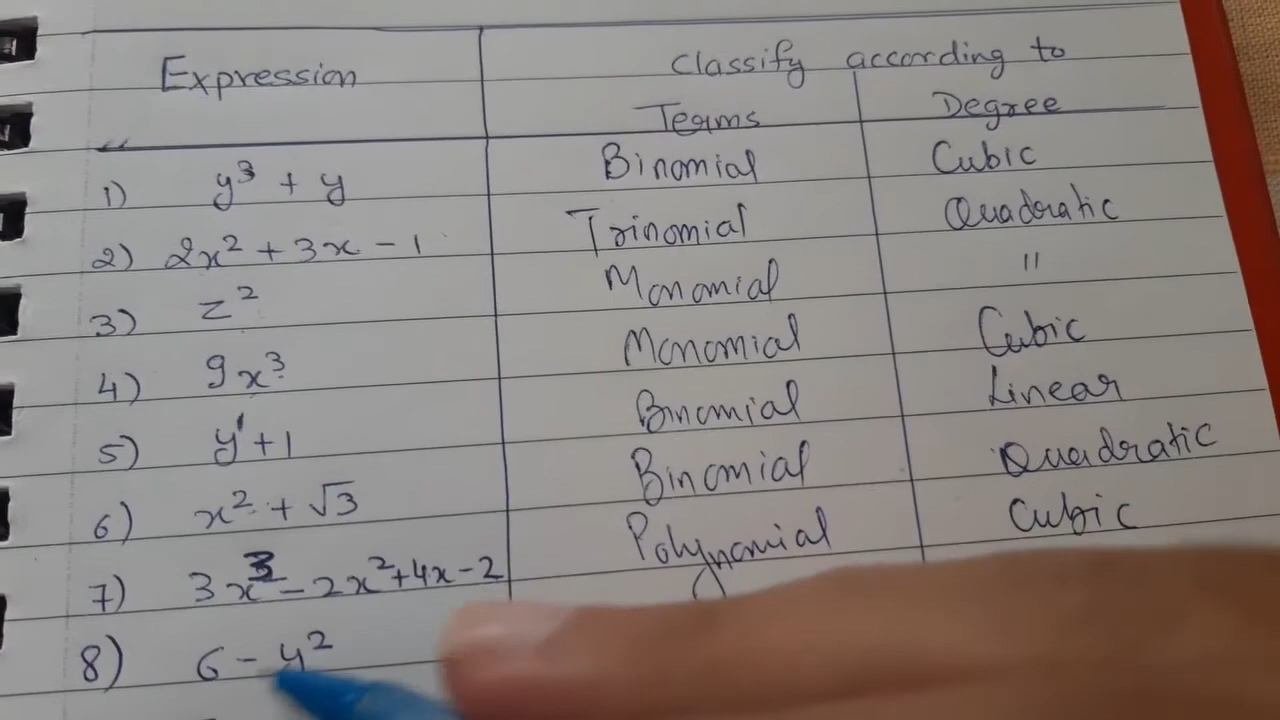 Expression Classify according to
Terms Degree
1) y³ + y Binomial Cubic
2) 2x² + 3x - 1 Trinomial Quadratic
3) z² Monomial "
4) 9x³ Monomial Cubic
5) y¹ + 1 Binomial Linear
6) x² + √3 Binomial Quadratic
7) 3x³ - 2x² + 4x - 2 Polynomial Cubic
8) 6 - y²